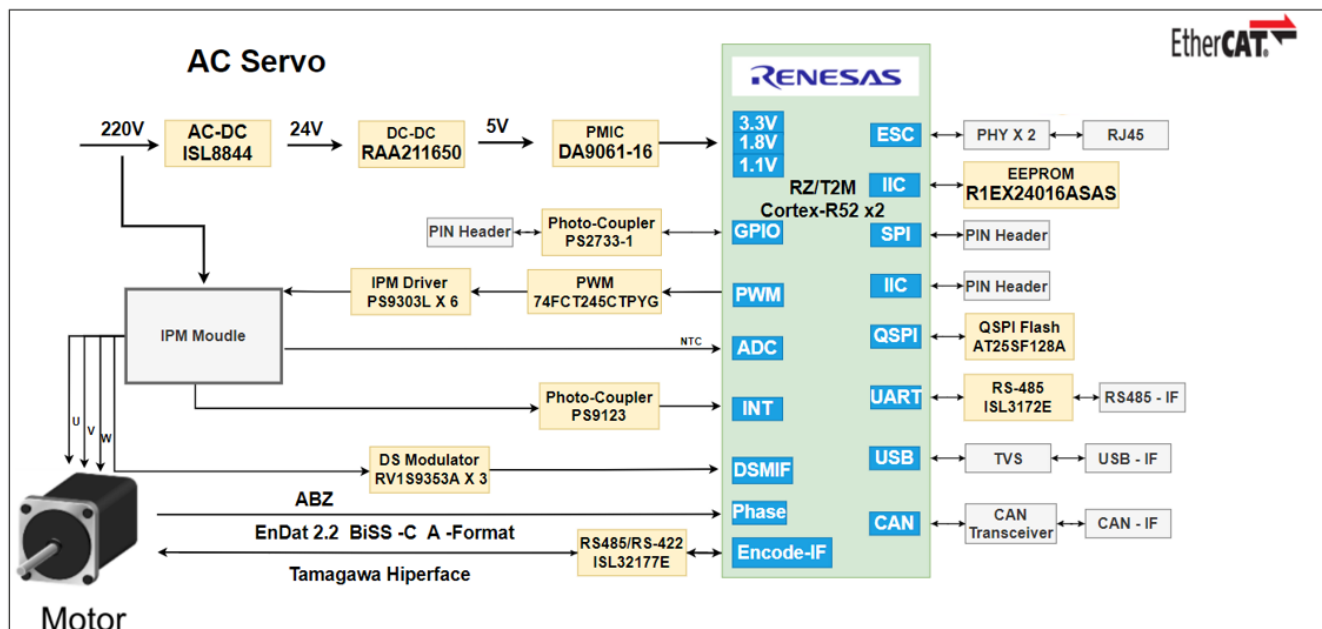 EtherCAT.
AC Servo
RENESAS
220V
AC-DC
ISL8844
24V
DC-DC
RAA211650
5V
PMIC
DA9061-16
3.3V
1.8V
1.1V
RZ/T2M
Cortex-R52 x2
ESC
PHY X 2
RJ45
IIC
EEPROM
R1EX24016ASAS
PIN Header
Photo-Coupler
PS2733-1
GPIO
SPI
PIN Header
IPM Driver
PS9303L X 6
PWM
74FCT245CTPYG
PWM
IIC
PIN Header
IPM Moudle
NTC
ADC
QSPI
QSPI Flash
AT25SF128A
Photo-Coupler
PS9123
INT
UART
RS-485
ISL3172E
RS485 - IF
U
V
W
DS Modulator
RV1S9353A X 3
DSMIF
USB
TVS
USB - IF
ABZ
Phase
CAN
CAN
Transceiver
CAN - IF
EnDat 2.2 BiSS -C A -Format
RS485/RS-422
ISL32177E
Encode-IF
Tamagawa Hiperface
Motor